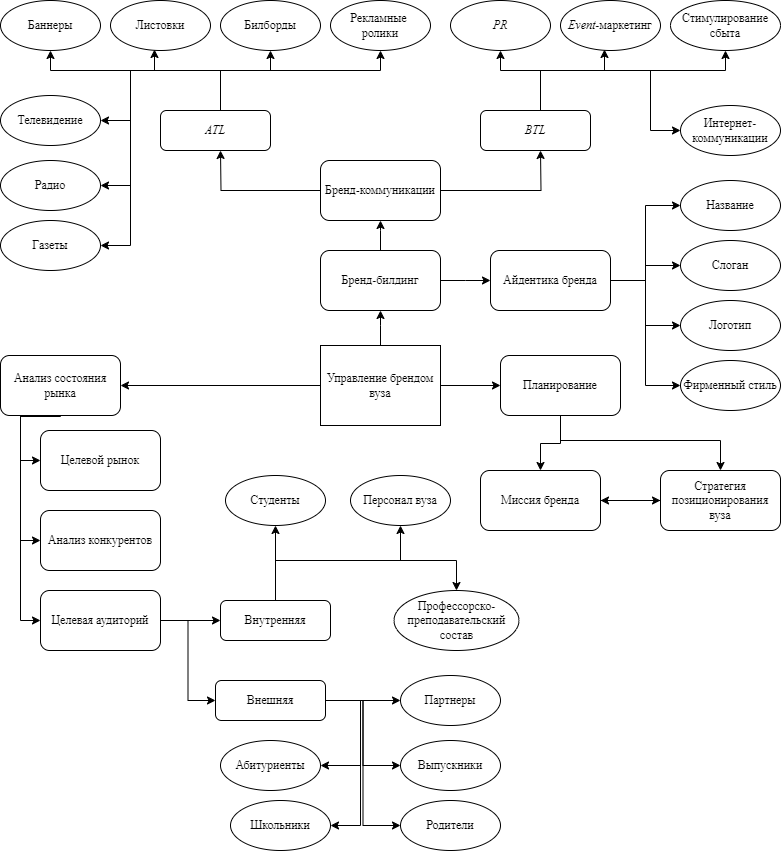 Баннеры
Листовки
Билборды
Рекламные
ролики
PR
Event-маркетинг
Стимулирование
сбыта
Телевидение
ATL
BTL
Интернет-
коммуникации
Радио
Бренд-коммуникации
Название
Газеты
Бренд-билдинг
Айдентика бренда
Слоган
Логотип
Анализ состояния
рынка
Управление брендом
вуза
Планирование
Фирменный стиль
Целевой рынок
Студенты
Персонал вуза
Миссия бренда
Стратегия
позиционирования
вуза
Анализ конкурентов
Целевая аудиторий
Внутренняя
Профессорско-
преподавательский
состав
Внешняя
Партнеры
Абитуриенты
Выпускники
Школьники
Родители